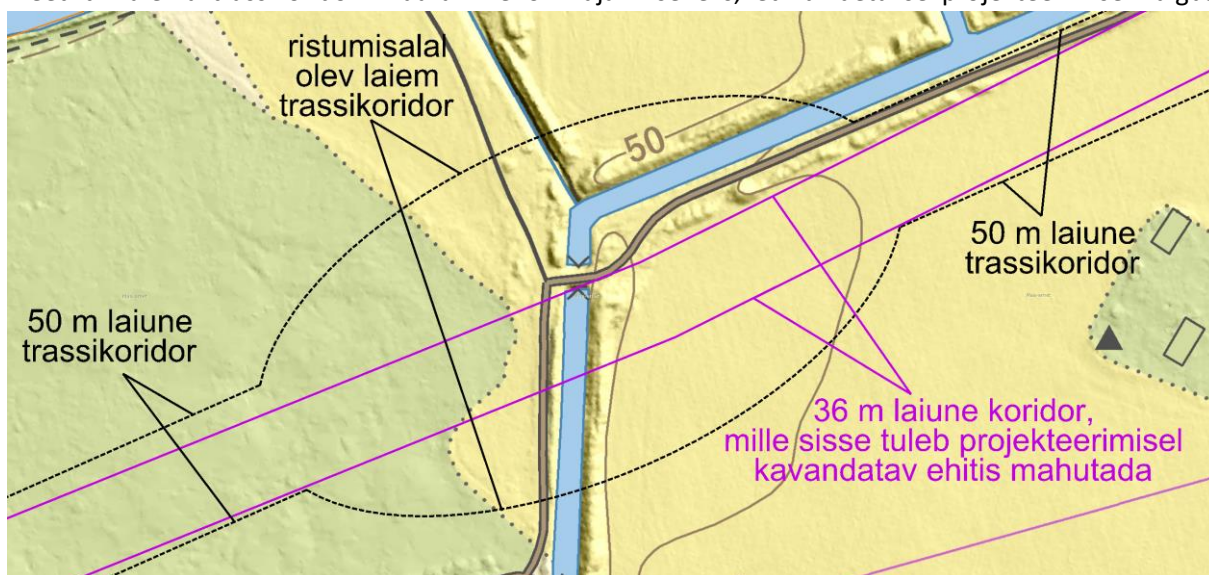 ristumisalal
olev laiem
trassikoridor
50
50 m laiune
trassikoridor
50 m laiune
trassikoridor
36 m laiune koridor,
mille sisse tuleb projekteerimisel
kavandatav ehitis mahutada